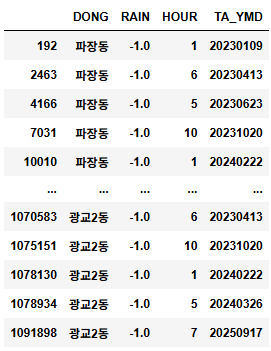 DONG RAIN HOUR TA_YMD
192 파장동 -1.0 1 20230109
2463 파장동 -1.0 6 20230413
4166 파장동 -1.0 5 20230623
7031 파장동 -1.0 10 20231020
10010 파장동 -1.0 1 20240222
... ... ... ... ...
1070583 광교2동 -1.0 6 20230413
1075151 광교2동 -1.0 10 20231020
1078130 광교2동 -1.0 1 20240222
1078934 광교2동 -1.0 5 20240326
1091898 광교2동 -1.0 7 20250917